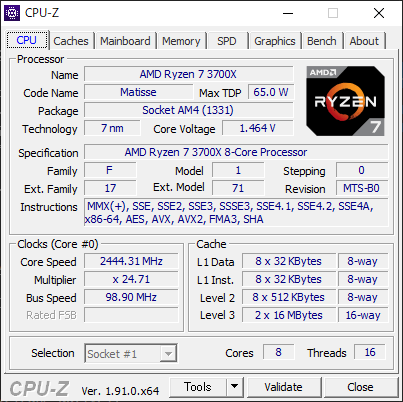 CPU-Z
CPU Caches Mainboard Memory SPD Graphics Bench About
Processor
Name AMD Ryzen 7 3700X
Code Name Matisse Max TDP 65.0 W
Package Socket AM4 (1331)
Technology 7 nm Core Voltage 1.464 V
AMD
RYZEN
7
Specification AMD Ryzen 7 3700X 8-Core Processor
Family F Model 1 Stepping 0
Ext. Family 17 Ext. Model 71 Revision MTS-B0
Instructions MMX(+), SSE, SSE2, SSE3, SSSE3, SSE4.1, SSE4.2, SSE4A,
x86-64, AES, AVX, AVX2, FMA3, SHA
Clocks (Core #0)
Core Speed 2444.31 MHz
Multiplier x 24.71
Bus Speed 98.90 MHz
Rated FSB
Cache
L1 Data 8 x 32 KBytes 8-way
L1 Inst. 8 x 32 KBytes 8-way
Level 2 8 x 512 KBytes 8-way
Level 3 2 x 16 MBytes 16-way
Selection Socket #1 Cores 8 Threads 16
CPU-Z Ver. 1.91.0.x64 Tools Validate Close